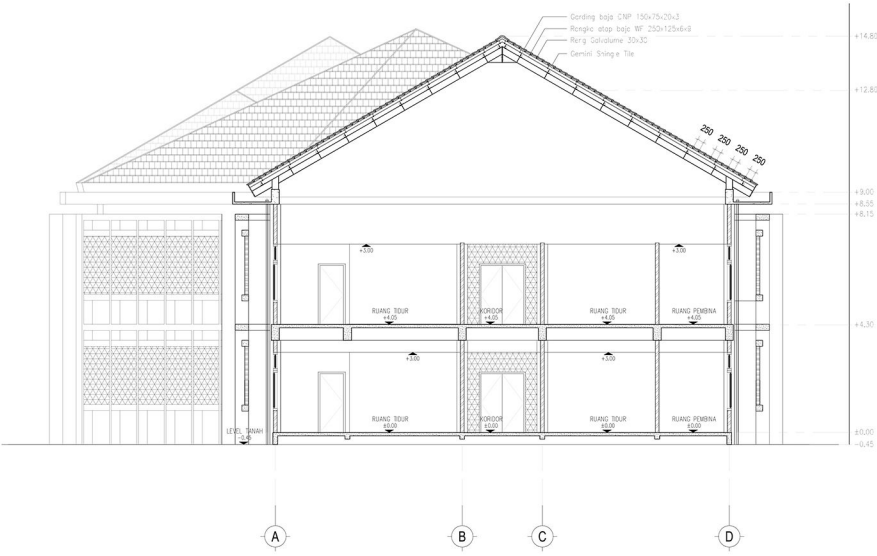 Gording baja CNP 150x75x20x3
Rangka atap baja WF 250x125x6x9
Reng Galvalume 30x30
Gemini Shingle Tile
+14,80
+12,80
250 250 250 250
+9,00
+8,55
+8,15
+3.00
+3.00
RUANG TIDUR
+4.05
KORIDOR
+4.05
RUANG TIDUR
+4.05
RUANG PEMBINA
+4.05
+4,30
+3.00
+3.00
RUANG TIDUR
±0.00
KORIDOR
±0.00
RUANG TIDUR
±0.00
RUANG PEMBINA
±0.00
LEVEL TANAH
-0.45
±0,00
-0,45
A B C D